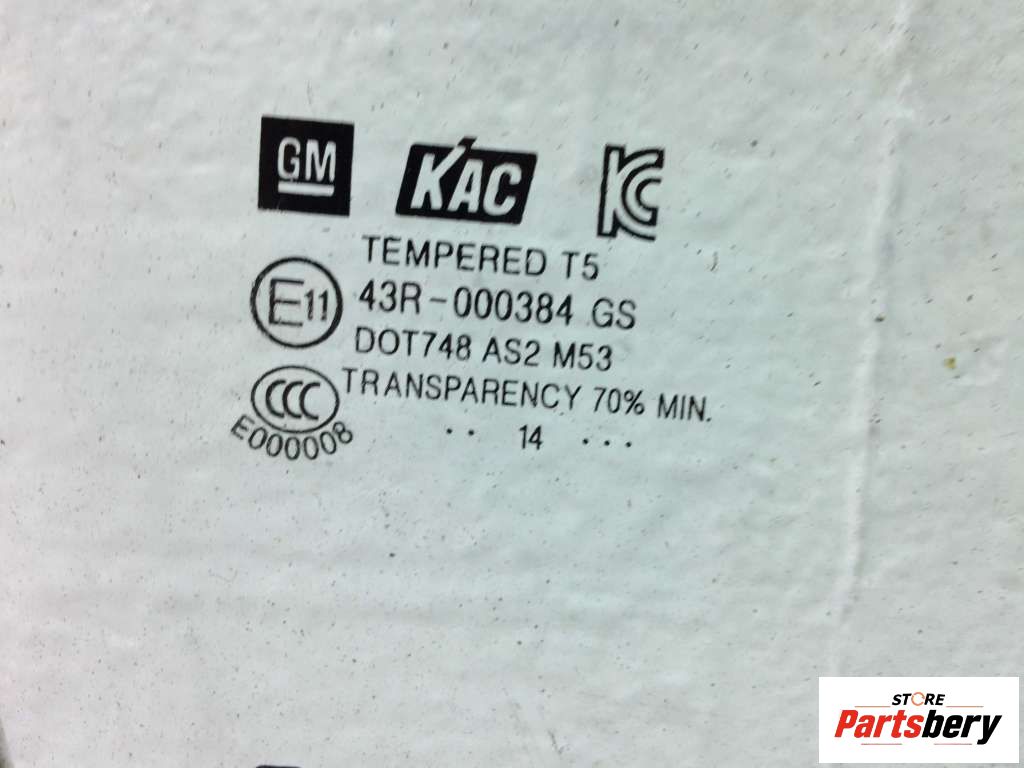 GM KAC KC
TEMPERED T5
E11 43R-000384 GS
DOT748 AS2 M53
CCC TRANSPARENCY 70% MIN.
E000008 .. 14 ...
STORE
Partsbery